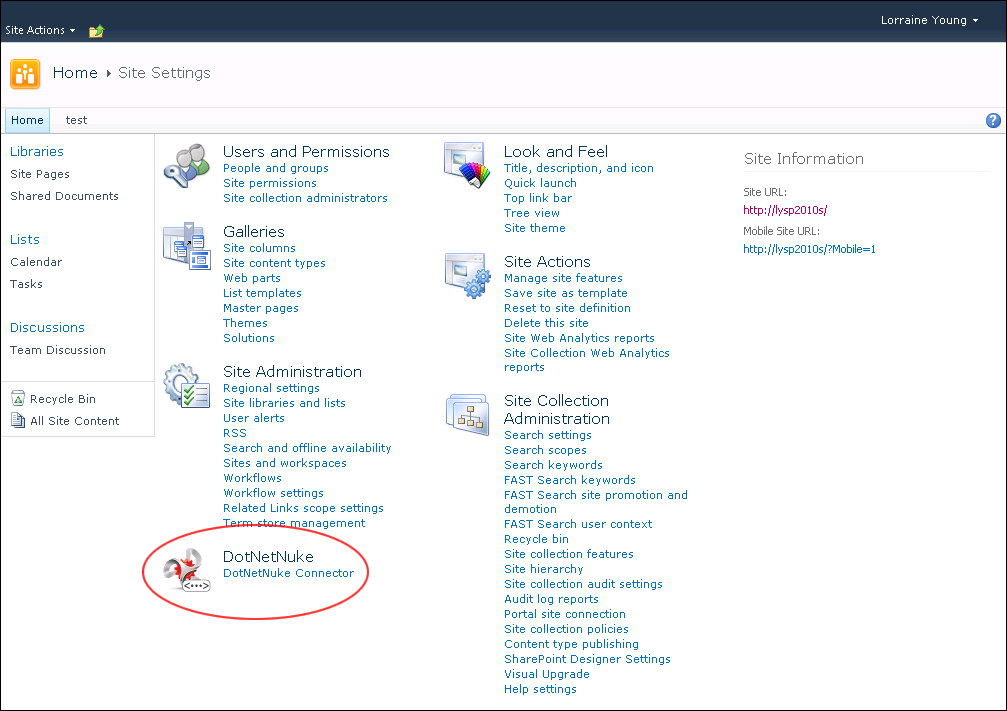 Site Actions
Lorraine Young
Home
Site Settings
Home
test
Libraries
Site Pages
Shared Documents
Lists
Calendar
Tasks
Discussions
Team Discussion
Recycle Bin
All Site Content
Users and Permissions
People and groups
Site permissions
Site collection administrators
Galleries
Site columns
Site content types
Web parts
List templates
Master pages
Themes
Solutions
Site Administration
Regional settings
Site libraries and lists
User alerts
RSS
Search and offline availability
Sites and workspaces
Workflows
Workflow settings
Related Links scope settings
Term store management
DotNetNuke
DotNetNuke Connector
Look and Feel
Title, description, and icon
Quick launch
Top link bar
Tree view
Site theme
Site Actions
Manage site features
Save site as template
Reset to site definition
Delete this site
Site Web Analytics reports
Site Collection Web Analytics
reports
Site Collection
Administration
Search settings
Search scopes
Search keywords
FAST Search keywords
FAST Search site promotion and
demotion
FAST Search user context
Recycle bin
Site collection features
Site hierarchy
Site collection audit settings
Audit log reports
Portal site connection
Site collection policies
Content type publishing
SharePoint Designer Settings
Visual Upgrade
Help settings
Site Information
Site URL:
http://lysp2010s/
Mobile Site URL:
http://lysp2010s/?Mobile=1